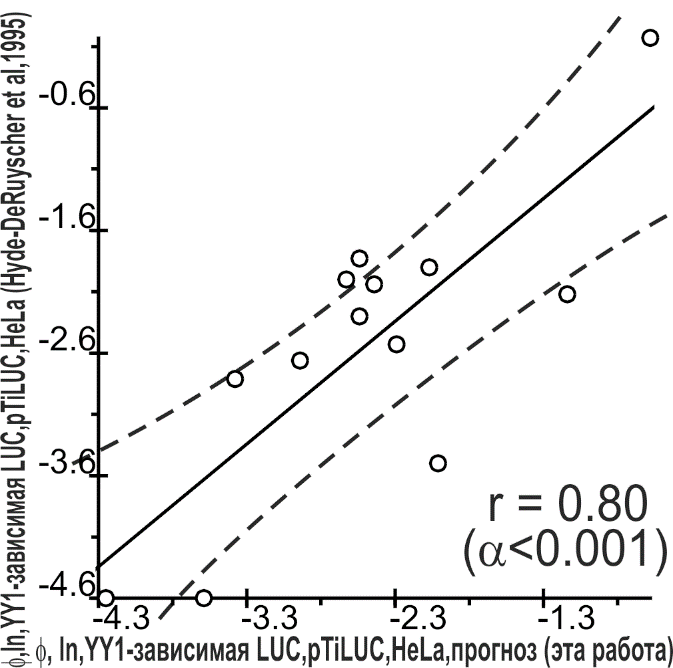 ϕ,ln,YY1-зависимая LUC,pTiLUC,HeLa (Hyde-DeRuyscher et al,1995)
-0.6
-1.6
-2.6
-3.6
-4.6
r = 0.80
(α<0.001)
-4.3 -3.3 -2.3 -1.3
ϕ, ln,YY1-зависимая LUC,pTiLUC,HeLa,прогноз (эта работа)